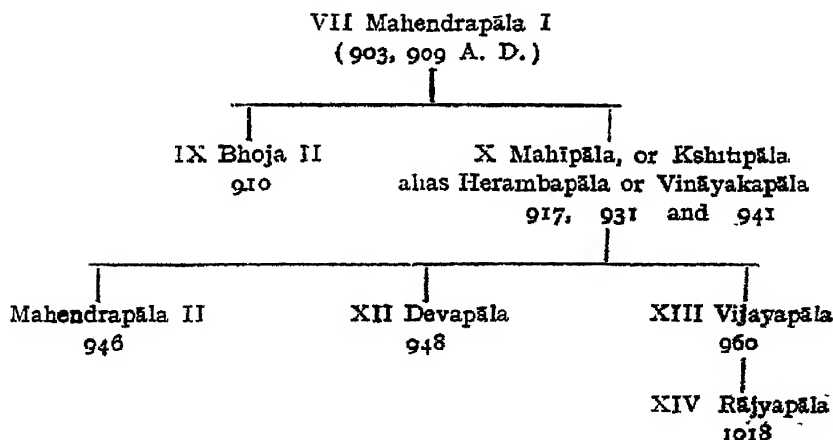 VII Mahendrapāla I
(903, 909 A. D.)
IX Bhoja II
910
X Mahīpāla, or Kshitipāla
alias Herambapāla or Vināyakapāla
917, 931 and 941
Mahendrapāla II
946
XII Devapāla
948
XIII Vijayapāla
960
XIV Rājyapāla
1018